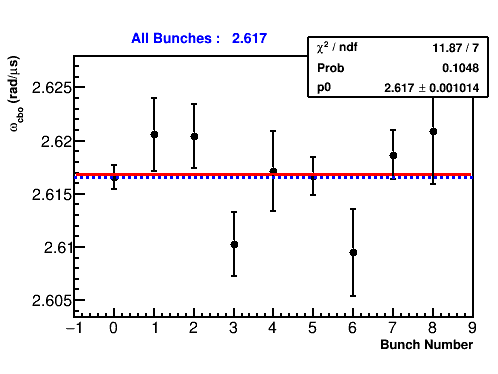 All Bunches : 2.617
χ² / ndf 11.87 / 7
Prob 0.1048
p0 2.617 ± 0.001014
ω_cbo (rad/μs)
2.625
2.62
2.615
2.61
2.605
−1 0 1 2 3 4 5 6 7 8 9
Bunch Number